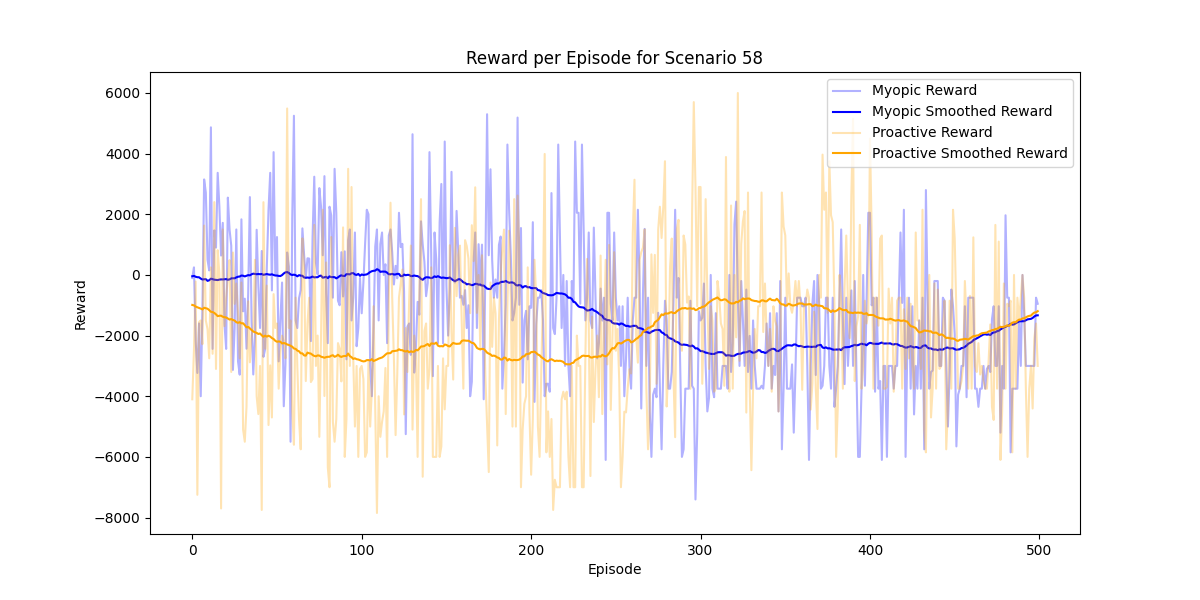 Reward per Episode for Scenario 58
Myopic Reward
Myopic Smoothed Reward
Proactive Reward
Proactive Smoothed Reward
6000
4000
2000
0
−2000
−4000
−6000
−8000
Reward
0 100 200 300 400 500
Episode